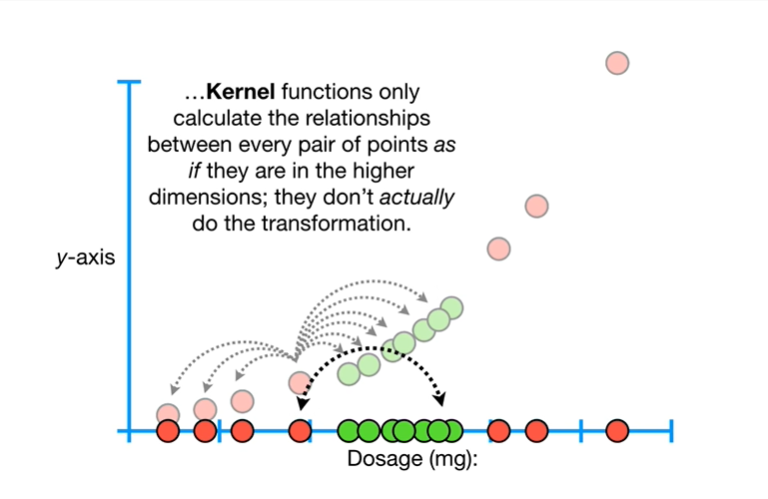 …Kernel functions only
calculate the relationships
between every pair of points as
if they are in the higher
dimensions; they don’t actually
do the transformation.
y-axis
Dosage (mg):